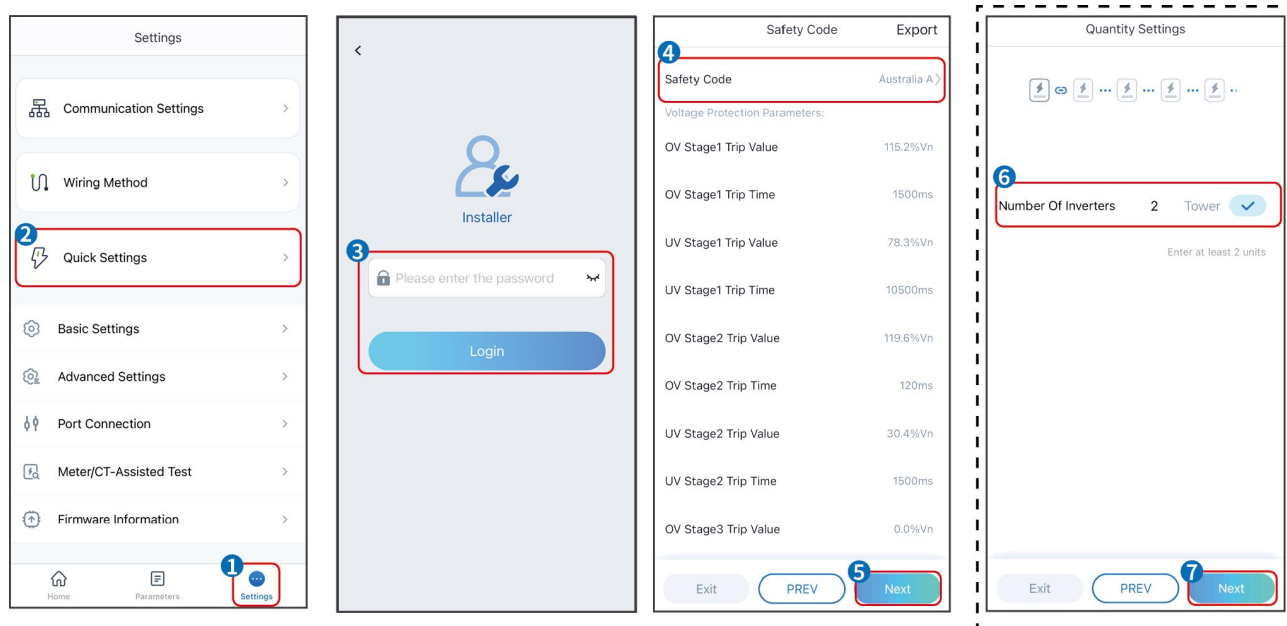 Settings
Communication Settings
Wiring Method
2
Quick Settings
Basic Settings
Advanced Settings
Port Connection
Meter/CT-Assisted Test
Firmware Information
1
Home
Parameters
Settings
Installer
3
Please enter the password
Login
Safety Code Export
4
Safety Code Australia A
Voltage Protection Parameters:
OV Stage1 Trip Value 115.2%Vn
OV Stage1 Trip Time 1500ms
UV Stage1 Trip Value 78.3%Vn
UV Stage1 Trip Time 10500ms
OV Stage2 Trip Value 119.6%Vn
OV Stage2 Trip Time 120ms
UV Stage2 Trip Value 30.4%Vn
UV Stage2 Trip Time 1500ms
OV Stage3 Trip Value 0.0%Vn
5
Exit PREV Next
Quantity Settings
6
Number Of Inverters 2 Tower
Enter at least 2 units
7
Exit PREV Next